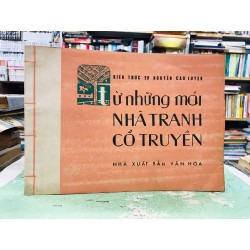 KIẾN TRÚC SƯ NGUYỄN CAO LUYỆN
từ những mái
NHÀ TRANH
CỔ TRUYỀN
NHÀ XUẤT BẢN VĂN HÓA